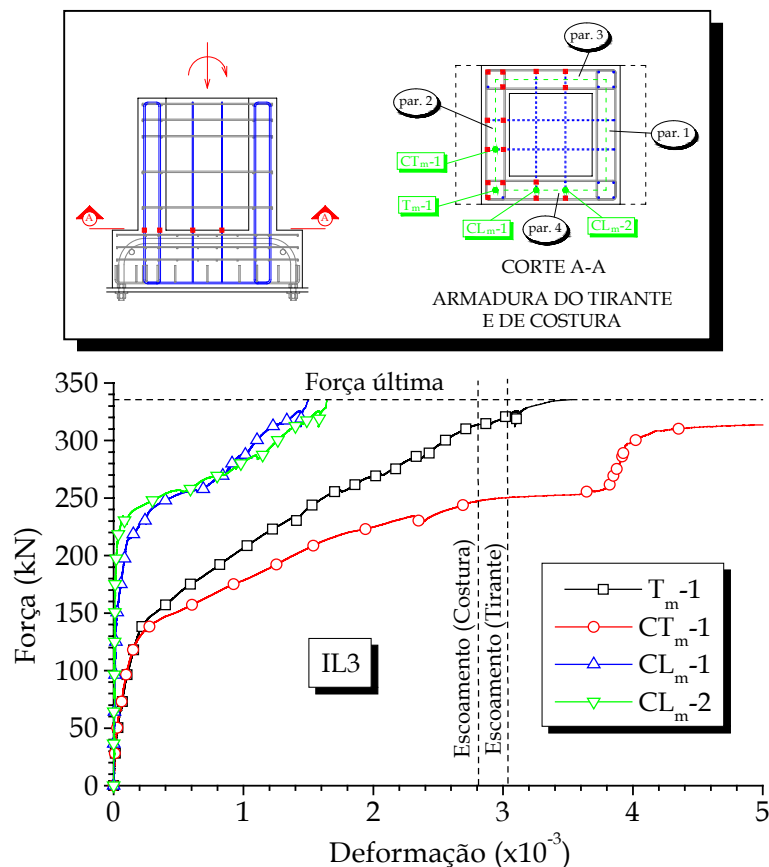 par. 3
par. 2
par. 1
CTm-1
Tm-1
CLm-1
par. 4
CLm-2
A
A
CORTE A-A
ARMADURA DO TIRANTE
E DE COSTURA
Força última
Força (kN)
350
300
250
200
150
100
50
0
Escoamento (Costura)
Escoamento (Tirante)
IL3
Tm-1
CTm-1
CLm-1
CLm-2
0
1
2
3
4
5
Deformação (x10-3)